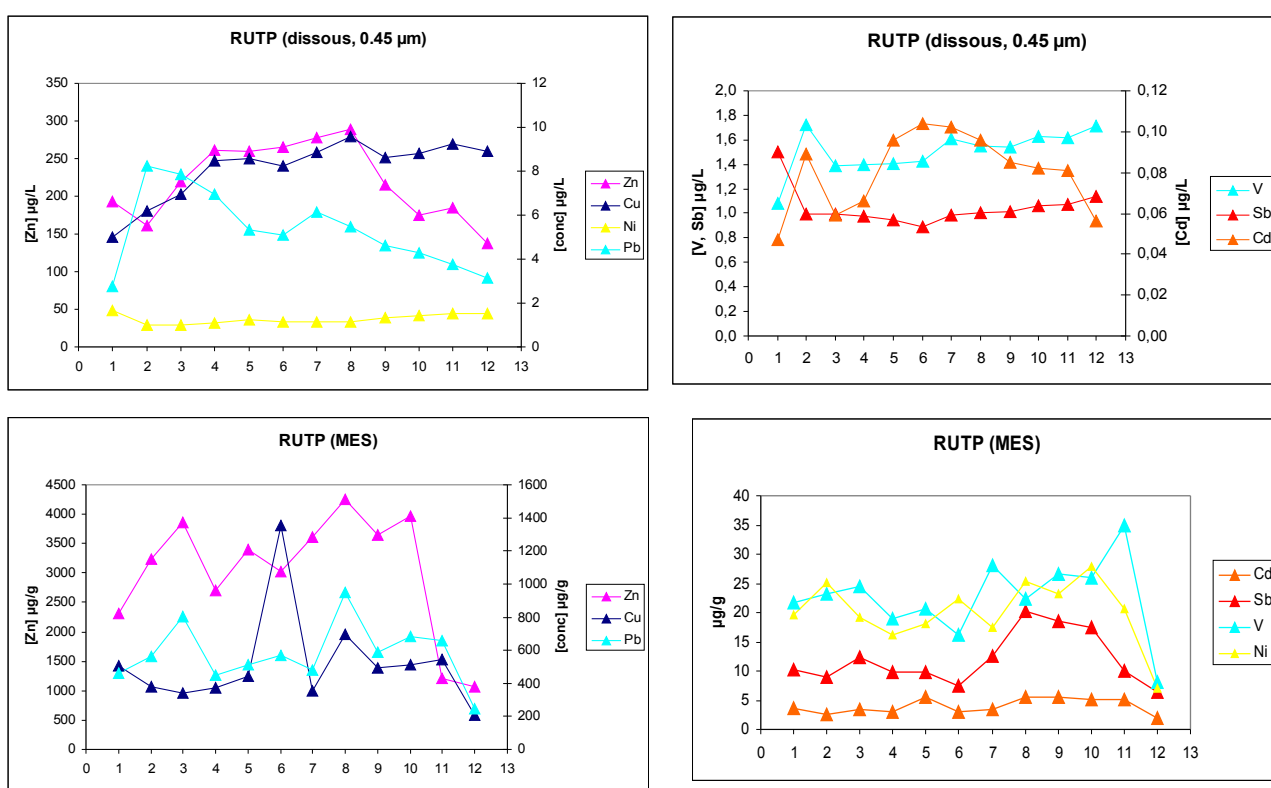 RUTP (dissous, 0.45 µm)
350
300
250
200
150
100
50
0
[Zn] µg/L
12
10
8
6
4
2
0
[conc] µg/L
0 1 2 3 4 5 6 7 8 9 10 11 12 13
Zn
Cu
Ni
Pb
RUTP (dissous, 0.45 µm)
2,0
1,8
1,6
1,4
1,2
1,0
0,8
0,6
0,4
0,2
0,0
[V, Sb] µg/L
0,12
0,10
0,08
0,06
0,04
0,02
0,00
[Cd] µg/L
0 1 2 3 4 5 6 7 8 9 10 11 12 13
V
Sb
Cd
RUTP (MES)
4500
4000
3500
3000
2500
2000
1500
1000
500
0
[Zn] µg/g
1600
1400
1200
1000
800
600
400
200
0
[conc] µg/g
0 1 2 3 4 5 6 7 8 9 10 11 12 13
Zn
Cu
Pb
RUTP (MES)
40
35
30
25
20
15
10
5
0
µg/g
0 1 2 3 4 5 6 7 8 9 10 11 12 13
Cd
Sb
V
Ni